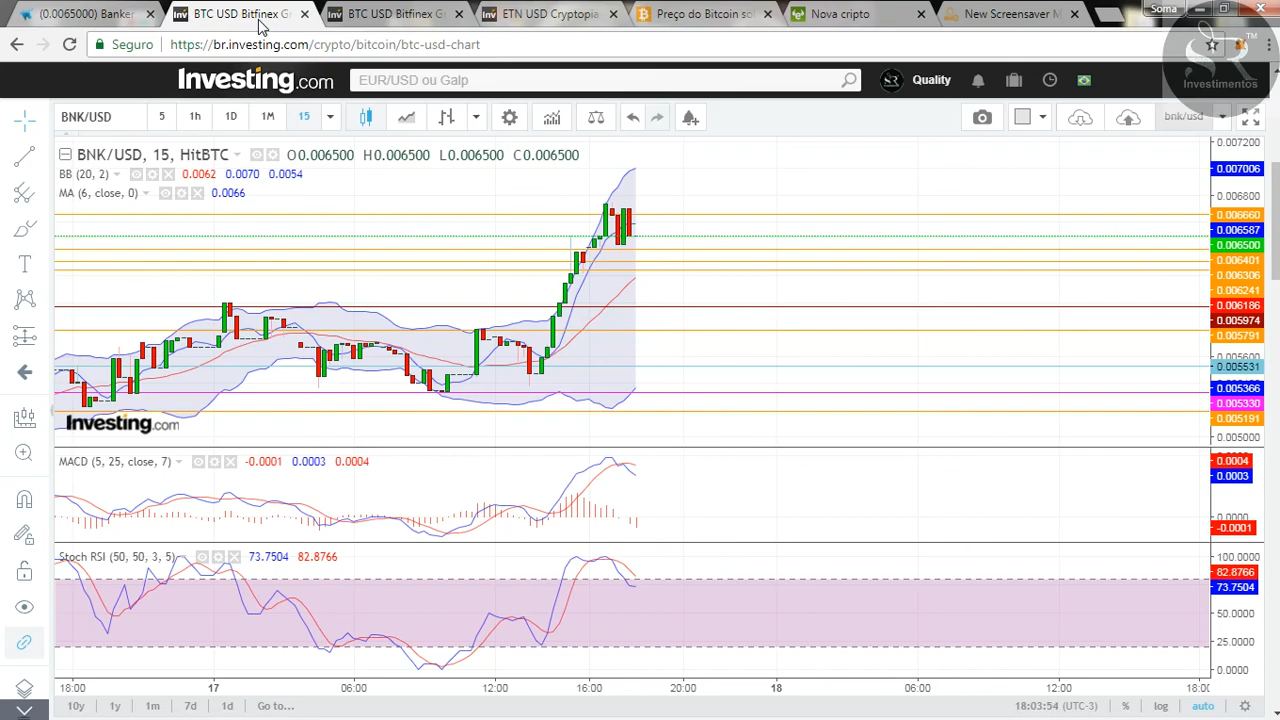 (0.0065000) Banker
BTC USD Bitfinex Gr
BTC USD Bitfinex Gr
ETN USD Cryptopia
Preço do Bitcoin sol
Nova cripto
New Screensaver M
Soma
Seguro
https://br.investing.com/crypto/bitcoin/btc-usd-chart
SR
TM
Investimentos
Investing.com
EUR/USD ou Galp
Quality
BNK/USD
5
1h
1D
1M
15
bnk/usd
BNK/USD, 15, HitBTC
O0.006500 H0.006500 L0.006500 C0.006500
BB (20, 2) 0.0062 0.0070 0.0054
MA (6, close, 0) 0.0066
0.007200
0.007006
0.006800
0.006660
0.006587
0.006500
0.006401
0.006306
0.006241
0.006186
0.005974
0.005791
0.005600
0.005531
0.005366
0.005330
0.005191
0.005000
Investing.com
MACD (5, 25, close, 7) -0.0001 0.0003 0.0004
0.0004
0.0003
0.0000
-0.0001
Stoch RSI (50, 50, 3, 5) 73.7504 82.8766
100.0000
82.8766
73.7504
50.0000
25.0000
0.0000
18:00 17 06:00 12:00 16:00 20:00 18 06:00 12:00 18:00
10y 1y 1m 7d 1d Go to... 18:03:54 (UTC-3) % log auto